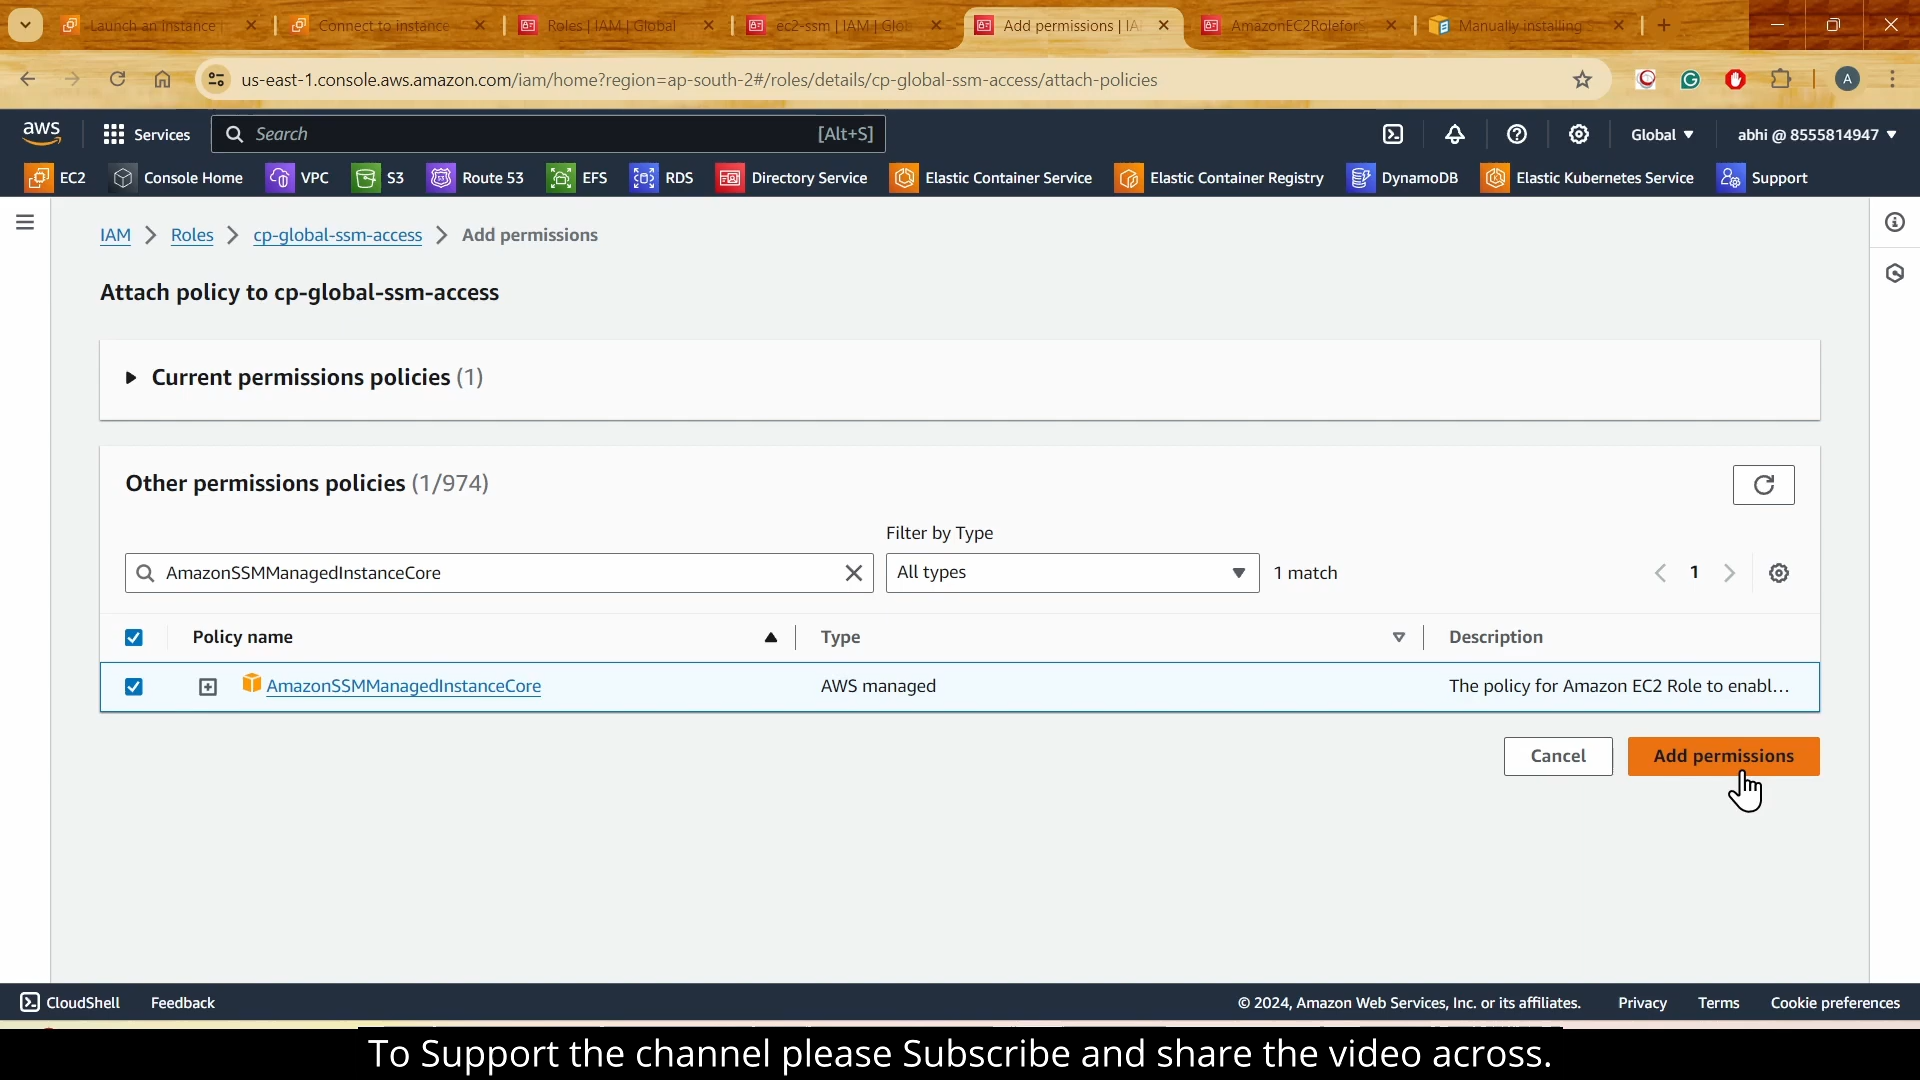 Launch an instance
Connect to instance
Roles | IAM | Global
ec2-ssm | IAM | Glo
Add permissions | IA
AmazonEC2Rolefor
Manually installing
us-east-1.console.aws.amazon.com/iam/home?region=ap-south-2#/roles/details/cp-global-ssm-access/attach-policies
A
aws
Services
Search
[Alt+S]
Global
abhi @ 8555814947
EC2
Console Home
VPC
S3
Route 53
EFS
RDS
Directory Service
Elastic Container Service
Elastic Container Registry
DynamoDB
Elastic Kubernetes Service
Support
IAM > Roles > cp-global-ssm-access > Add permissions
Attach policy to cp-global-ssm-access
Current permissions policies (1)
Other permissions policies (1/974)
Filter by Type
AmazonSSMManagedInstanceCore
All types
1 match
1
Policy name
Type
Description
AmazonSSMManagedInstanceCore
AWS managed
The policy for Amazon EC2 Role to enabl...
Cancel
Add permissions
CloudShell
Feedback
© 2024, Amazon Web Services, Inc. or its affiliates.
Privacy
Terms
Cookie preferences
To Support the channel please Subscribe and share the video across.